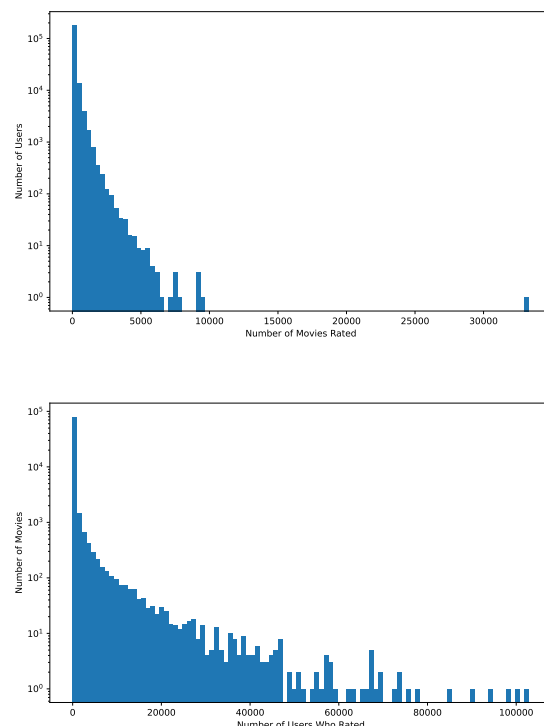 10⁵
10⁴
10³
10²
10¹
10⁰
Number of Users
0 5000 10000 15000 20000 25000 30000
Number of Movies Rated
10⁵
10⁴
10³
10²
10¹
10⁰
Number of Movies
0 20000 40000 60000 80000 100000
Number of Users Who Rated